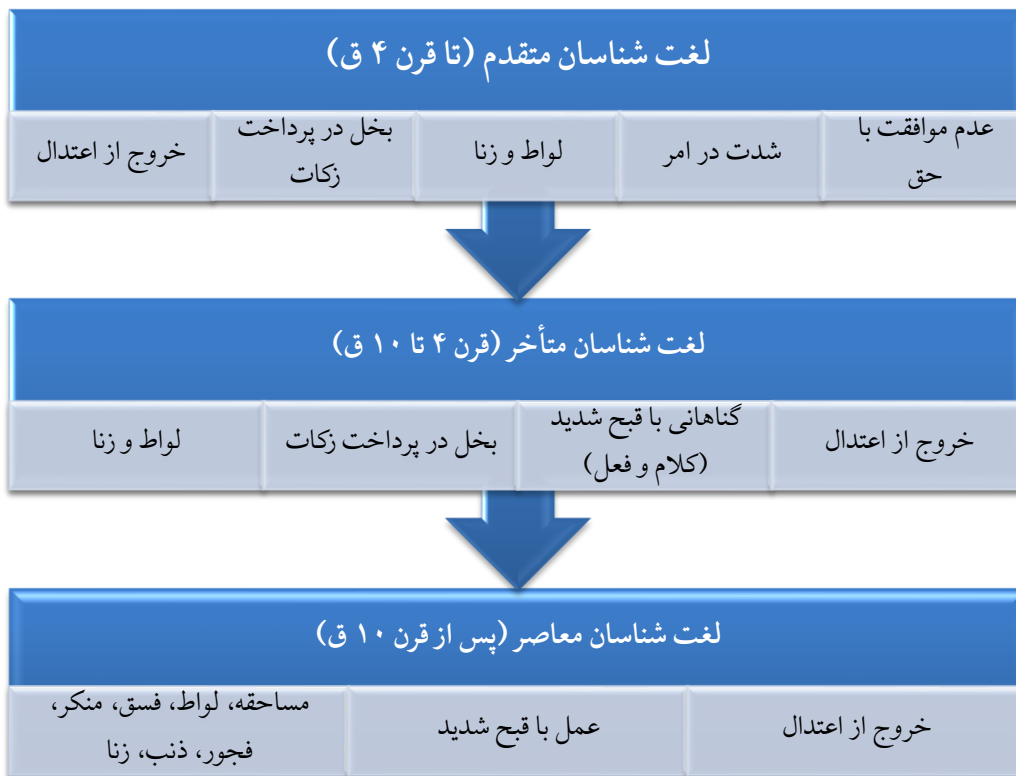 لغت شناسان متقدم (تا قرن ۴ ق)
عدم موافقت با
حق
شدت در امر
لواط و زنا
بخل در پرداخت
زکات
خروج از اعتدال
لغت شناسان متأخر (قرن ۴ تا ۱۰ ق)
خروج از اعتدال
گناهانی با قبح شدید
(کلام و فعل)
بخل در پرداخت زکات
لواط و زنا
لغت شناسان معاصر (پس از قرن ۱۰ ق)
خروج از اعتدال
عمل با قبح شدید
مساحقه، لواط، فسق، منکر،
فجور، ذنب، زنا